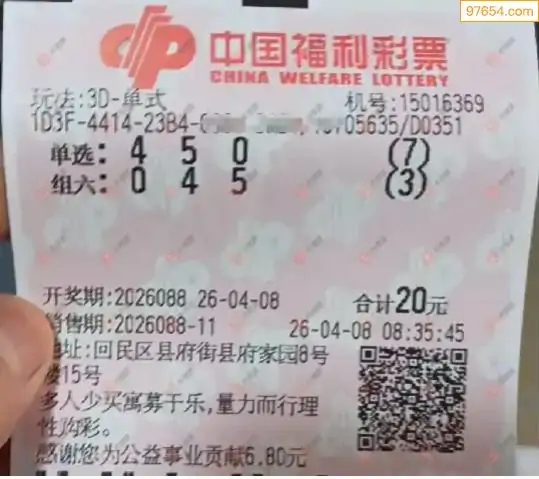 97654.com
中国福利彩票
CHINA WELFARE LOTTERY
玩法:3D-单式 机号:15016369
1D3F-4414-23B4- 05635/D0351
单选: 4 5 0 (7)
组六: 0 4 5 (3)
开奖期:2026088 26-04-08 合计20元
销售期:2026088-11 26-04-08 08:35:45
地址:回民区县府街县府家园8号
楼15号
多人少买寓募于乐,量力而行理
性购彩。
感谢您为公益事业贡献6.80元